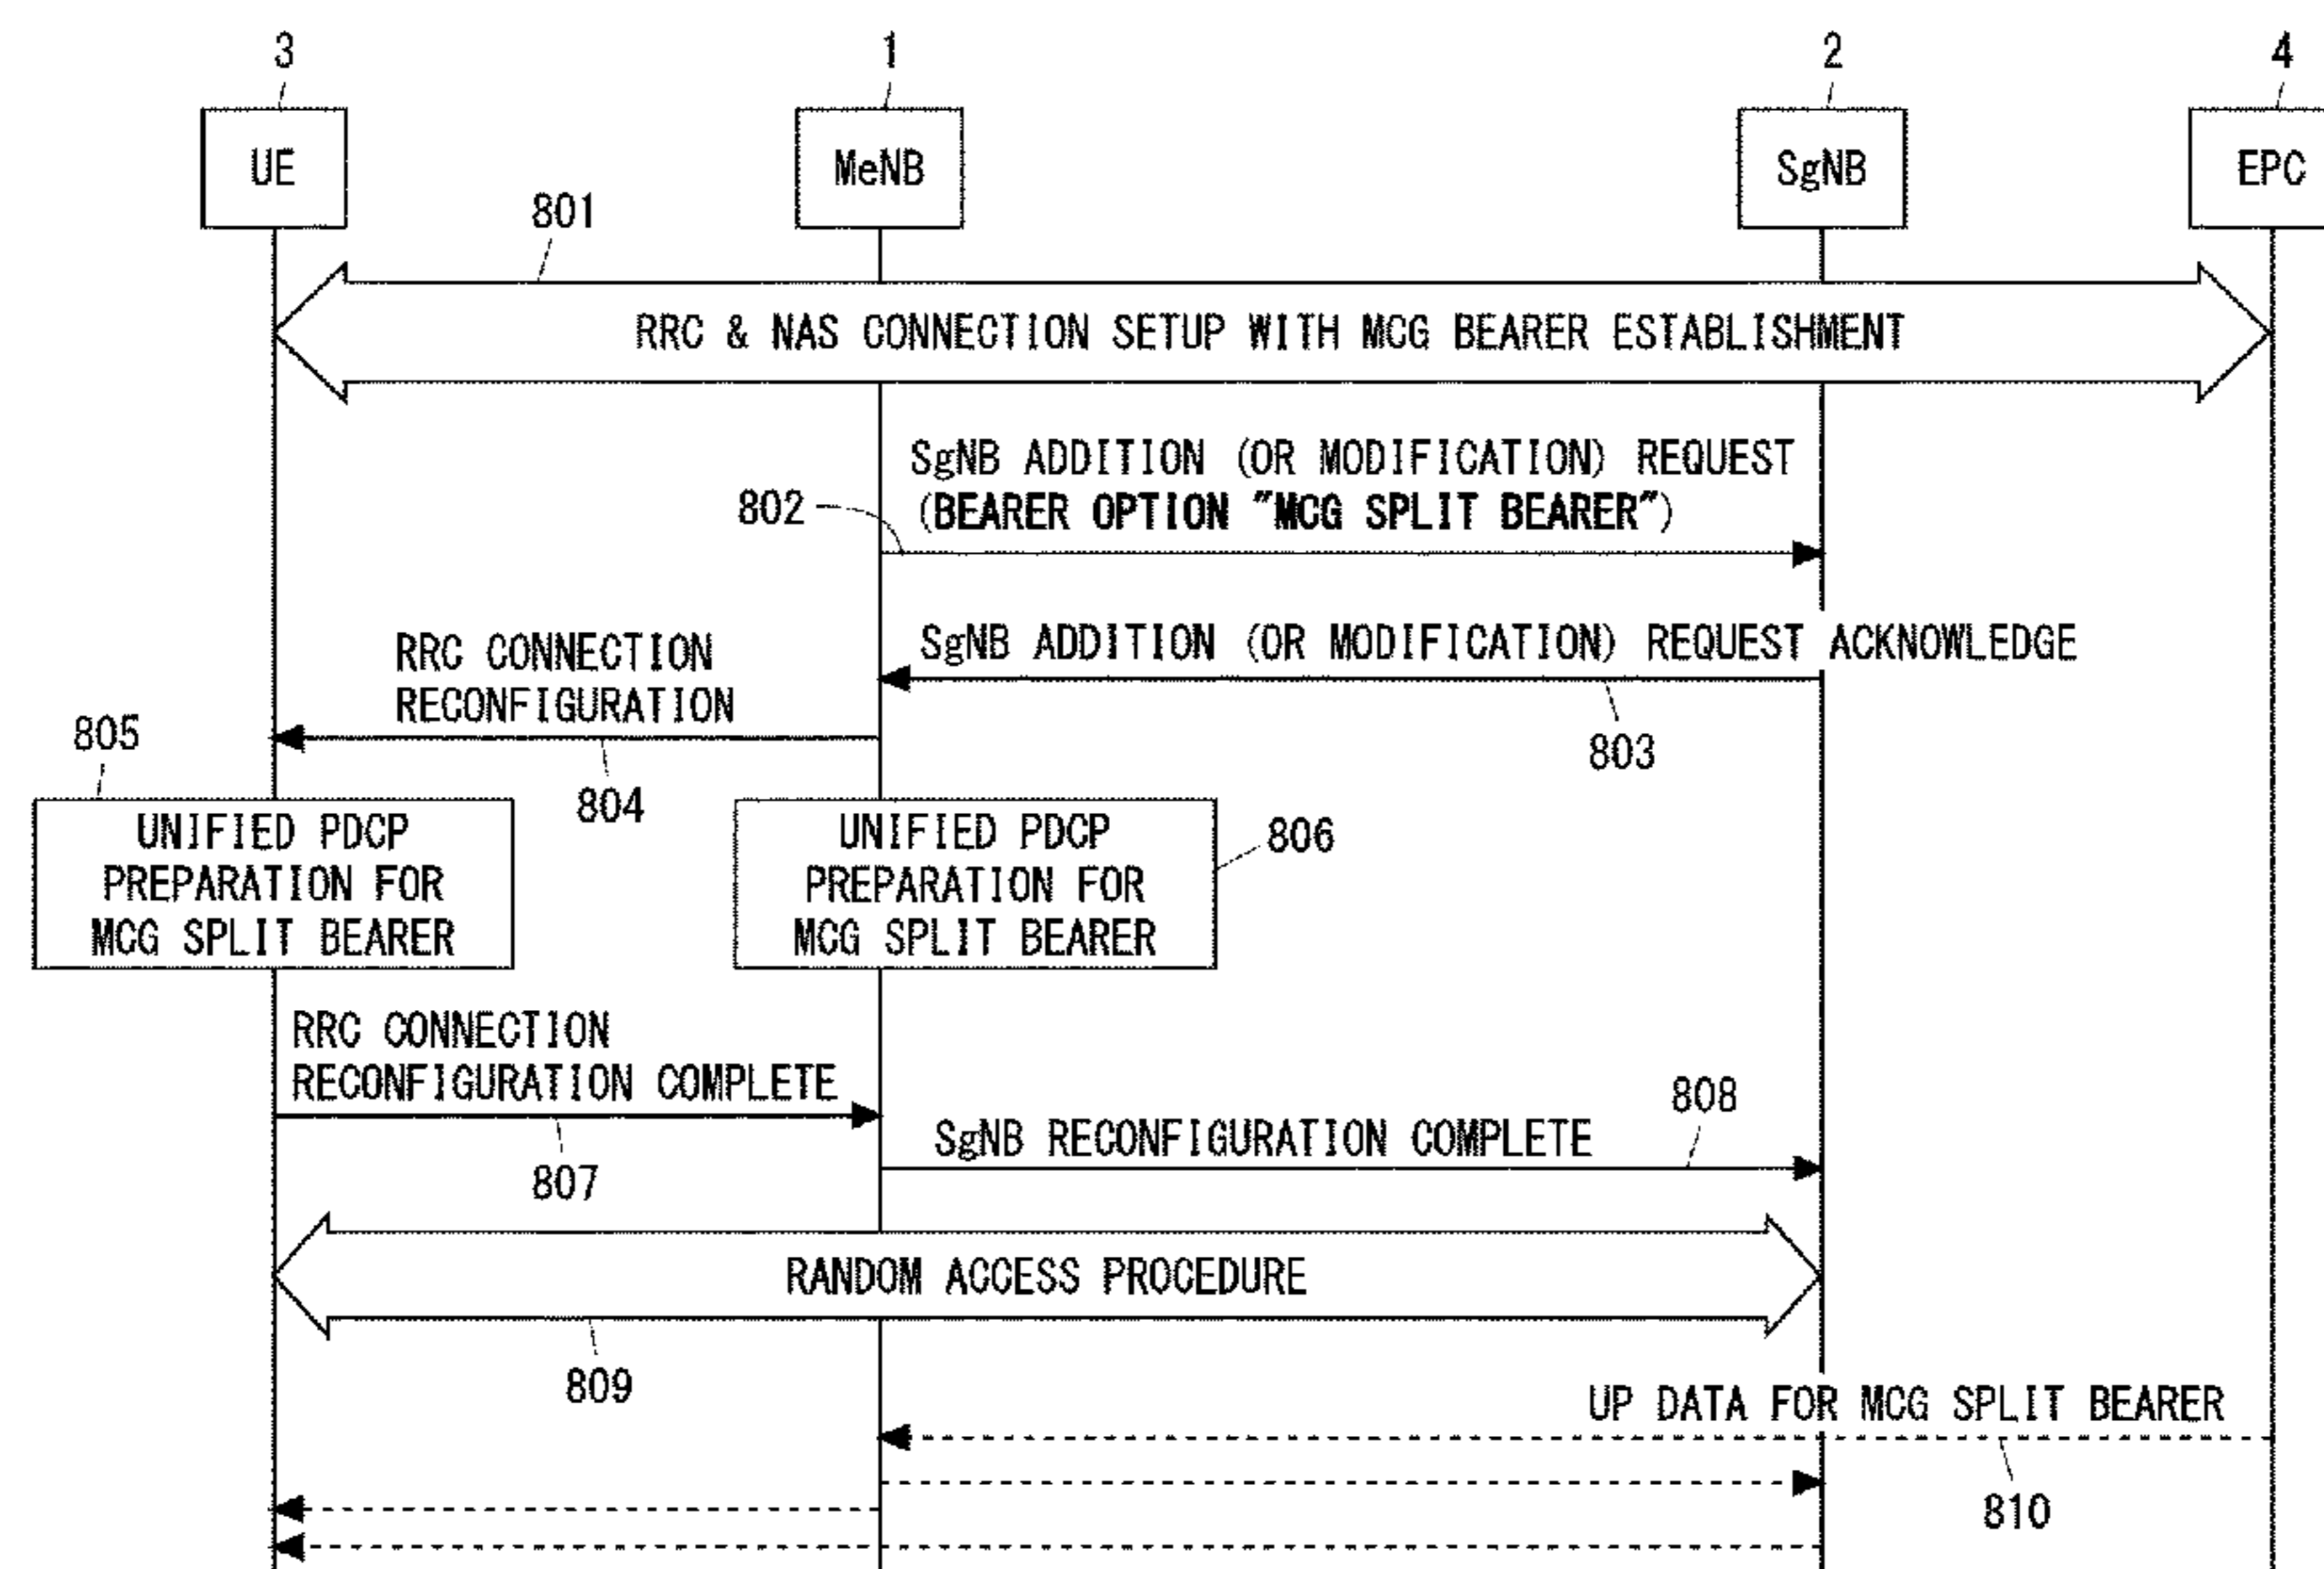 3
1
2
4
UE
MeNB
SgNB
EPC
801
RRC & NAS CONNECTION SETUP WITH MCG BEARER ESTABLISHMENT
SgNB ADDITION (OR MODIFICATION) REQUEST
802
(BEARER OPTION "MCG SPLIT BEARER")
SgNB ADDITION (OR MODIFICATION) REQUEST ACKNOWLEDGE
803
RRC CONNECTION
RECONFIGURATION
804
805
UNIFIED PDCP
PREPARATION FOR
MCG SPLIT BEARER
UNIFIED PDCP
PREPARATION FOR
MCG SPLIT BEARER
806
RRC CONNECTION
RECONFIGURATION COMPLETE
807
808
SgNB RECONFIGURATION COMPLETE
RANDOM ACCESS PROCEDURE
809
UP DATA FOR MCG SPLIT BEARER
810